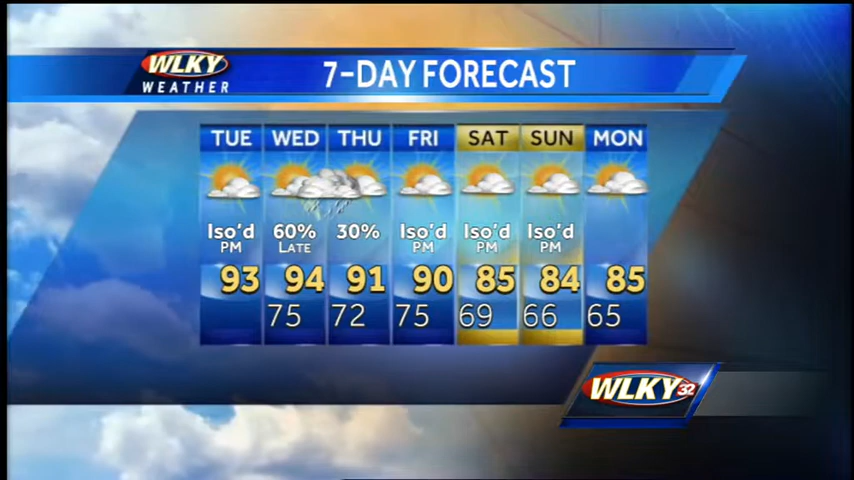 WLKY
WEATHER
7-DAY FORECAST
TUE WED THU FRI SAT SUN MON
Iso'd 60% 30% Iso'd Iso'd Iso'd
PM LATE PM PM PM
93 94 91 90 85 84 85
75 72 75 69 66 65
WLKY 32